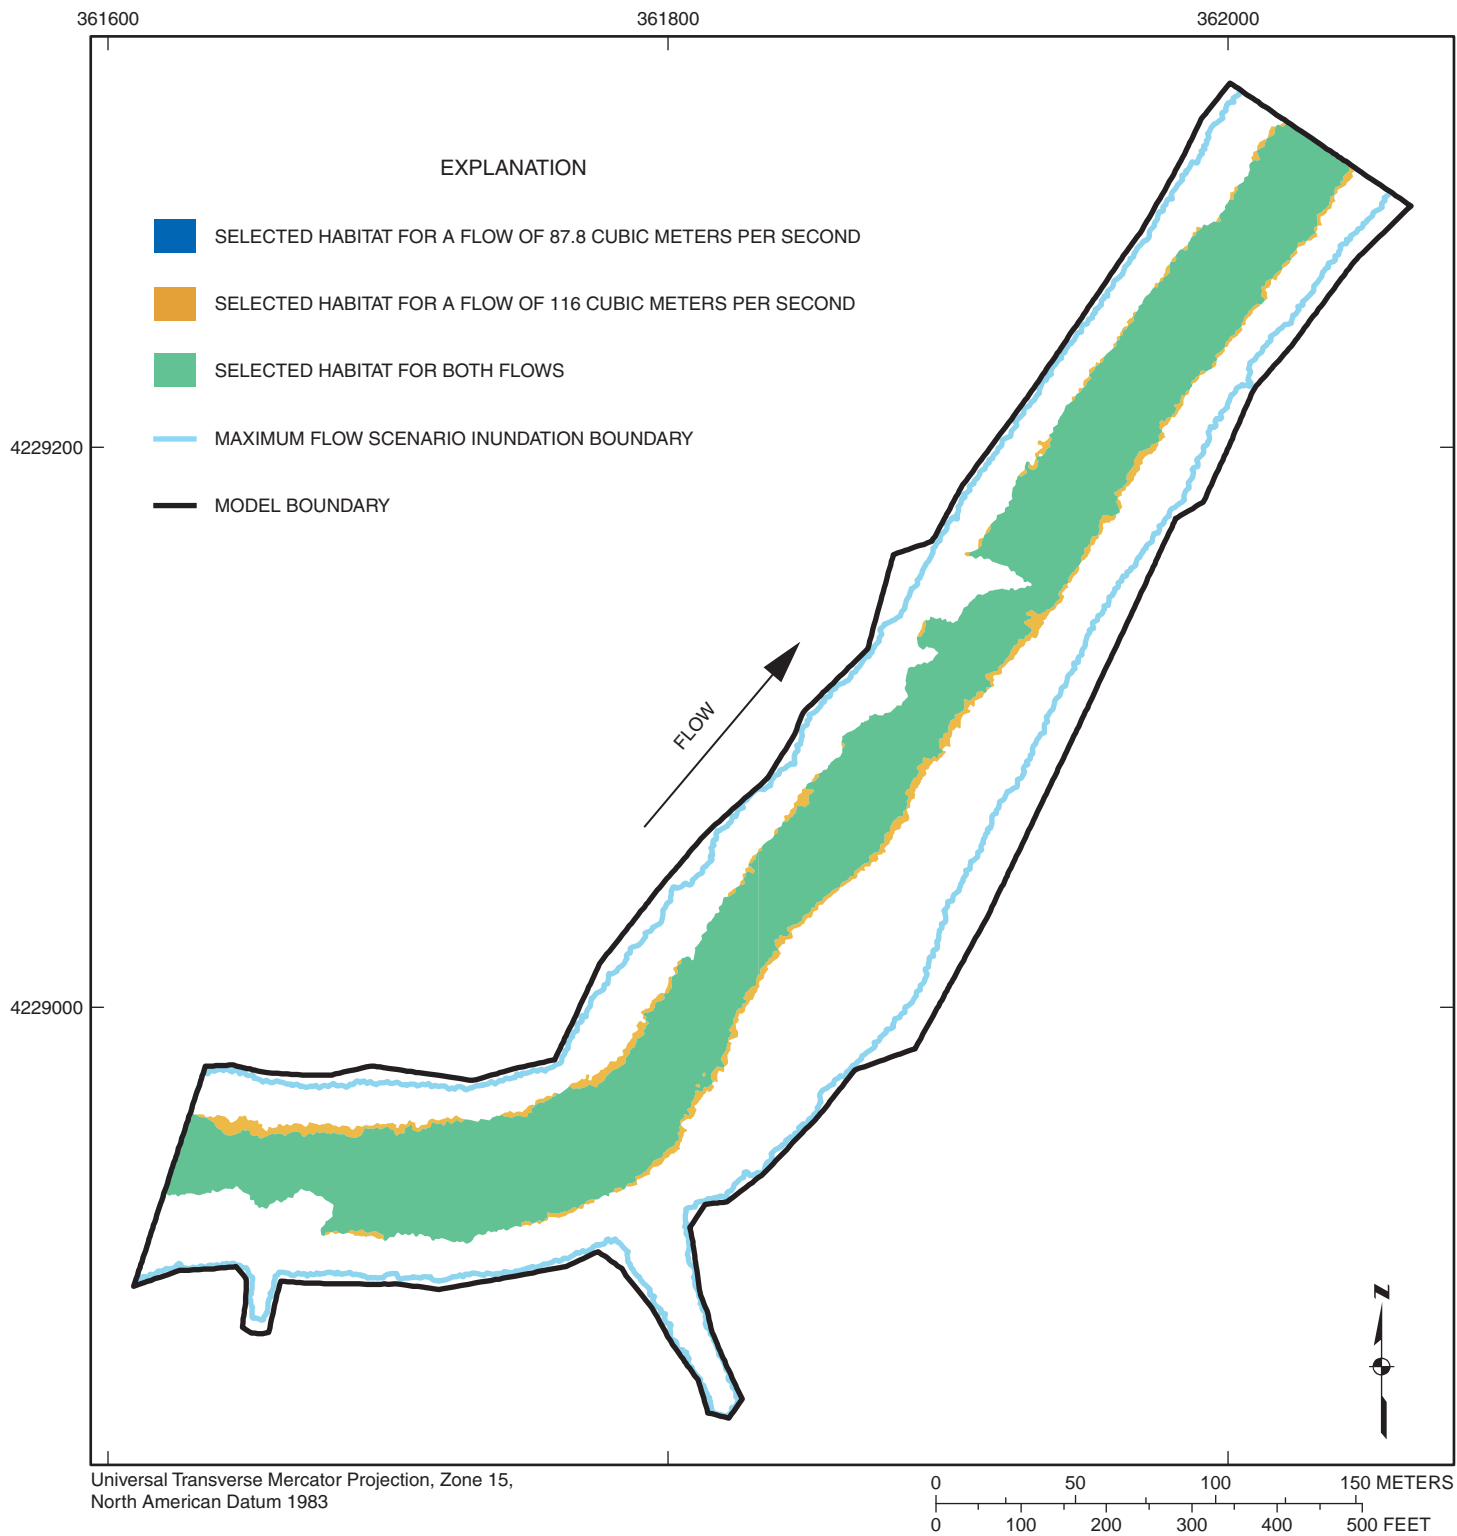 361600 361800 362000
EXPLANATION
SELECTED HABITAT FOR A FLOW OF 87.8 CUBIC METERS PER SECOND
SELECTED HABITAT FOR A FLOW OF 116 CUBIC METERS PER SECOND
SELECTED HABITAT FOR BOTH FLOWS
MAXIMUM FLOW SCENARIO INUNDATION BOUNDARY
4229200
MODEL BOUNDARY
FLOW
4229000
N
Universal Transverse Mercator Projection, Zone 15,
North American Datum 1983
0 50 100 150 METERS
0 100 200 300 400 500 FEET